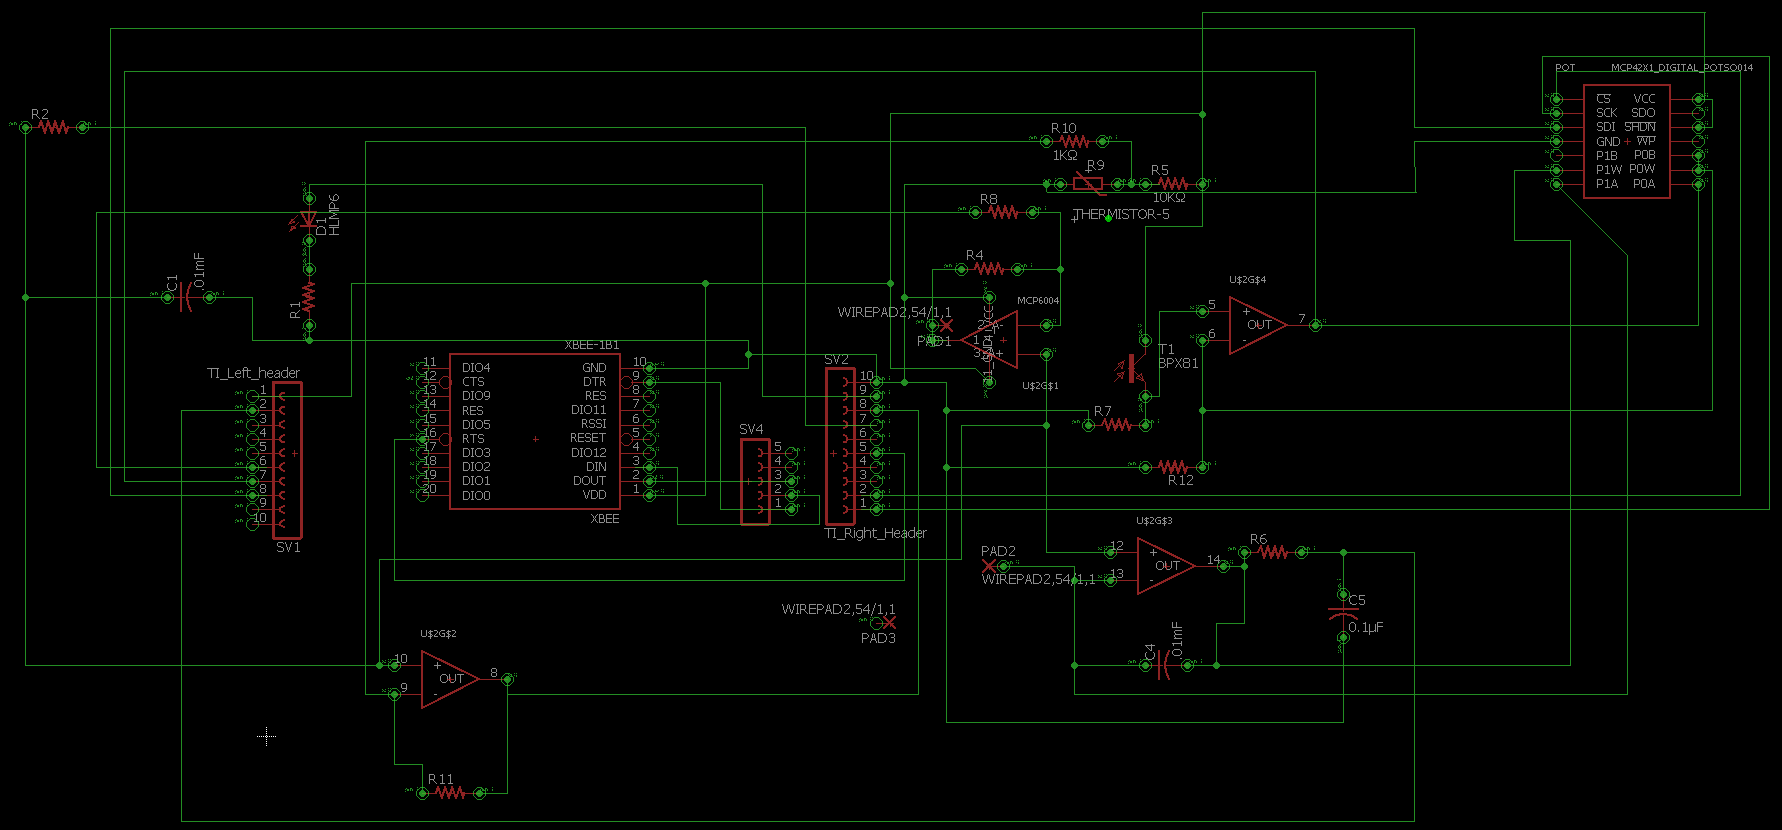 POT
MCP42X1_DIGITAL_POTSO014
CS
VCC
SCK
SDO
SDI
SHDN
GND
WP
P1B
P0B
P1W
P0W
P1A
P0A
R2
R10
1KΩ
R9
R5
10KΩ
THERMISTOR-5
R8
D1
HLMP6
C1
.01mF
R1
R4
MCP6004
WIREPAD2,54/1,1
PAD1
U$2G$1
U$2G$4
5
6
7
OUT
T1
BPX81
R7
R12
XBEE-1B1
11
DIO4
GND
10
12
CTS
DTR
9
13
DIO9
RES
8
14
RES
DIO11
7
15
DIO5
RSSI
6
16
RTS
RESET
5
17
DIO3
DIO12
4
18
DIO2
DIN
3
19
DIO1
DOUT
2
20
DIO0
VDD
1
XBEE
TI_Left_header
1
2
3
4
5
6
7
8
9
10
SV1
SV4
5
4
3
2
1
SV2
10
9
8
7
6
5
4
3
2
1
TI_Right_Header
U$2G$3
12
13
14
OUT
R6
PAD2
WIREPAD2,54/1,1
C5
0.1µF
C4
.01mF
WIREPAD2,54/1,1
PAD3
U$2G$2
10
9
8
OUT
R11